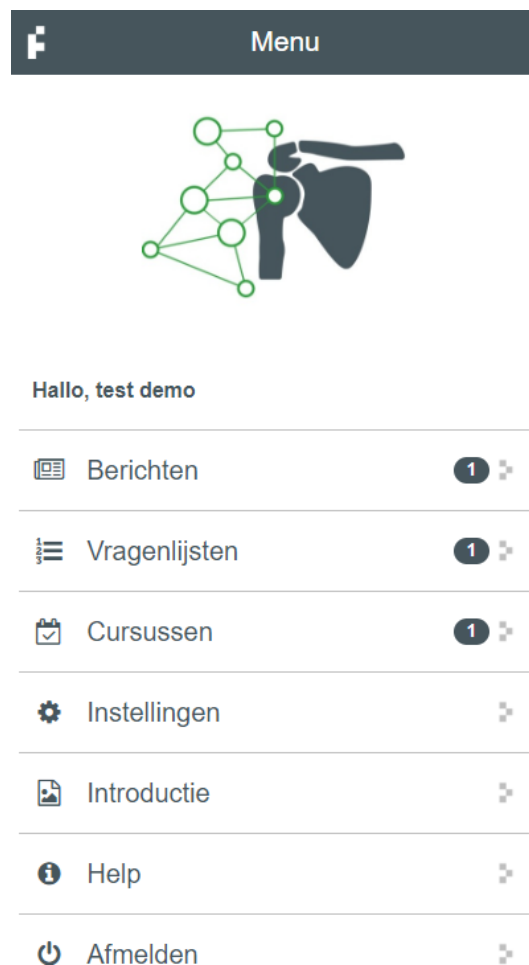 Menu
Hallo, test demo
Berichten 1
Vragenlijsten 1
Cursussen 1
Instellingen
Introductie
Help
Afmelden